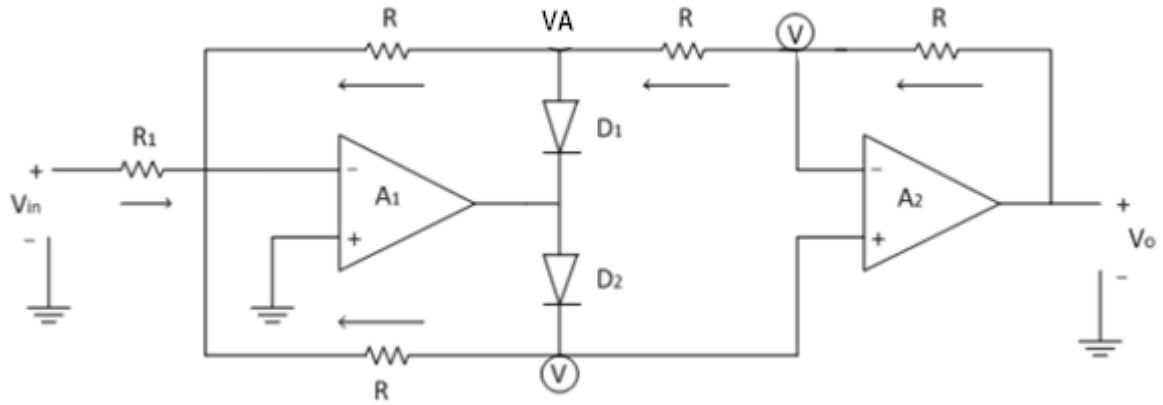 R VA R V R
D₁
R₁
+ − −
Vin A₁ A₂ +
− + + Vo
D₂ −
R V